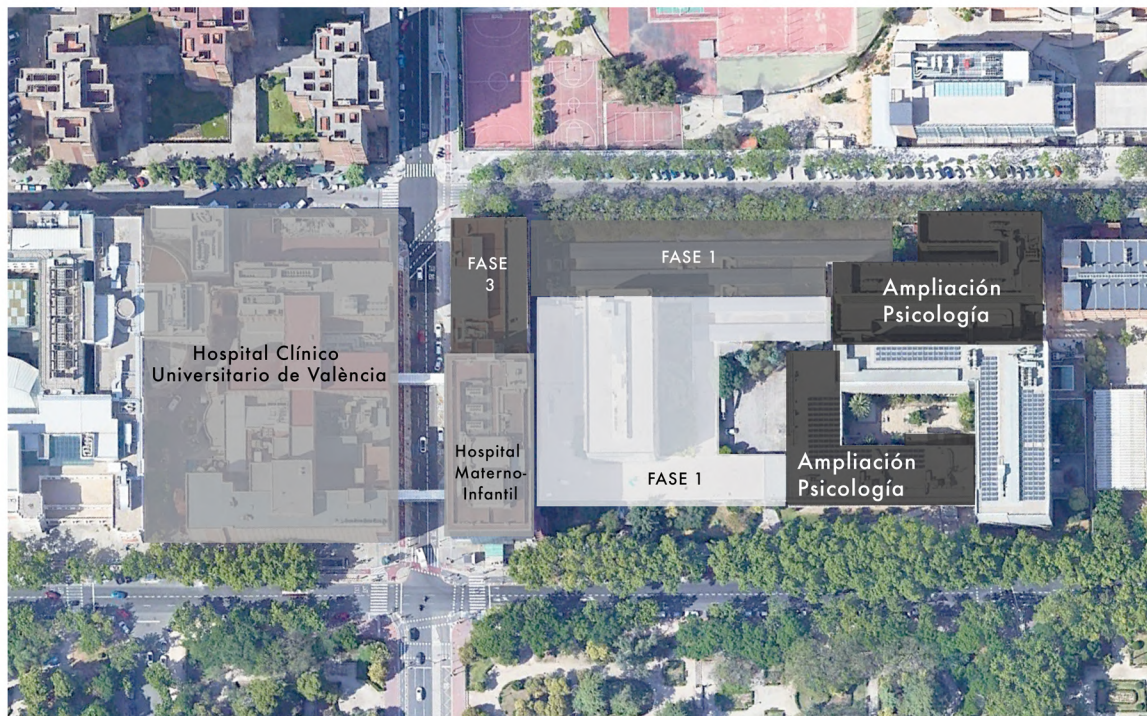 FASE
3
FASE 1
Ampliación
Psicología
Hospital Clínico
Universitario de València
Hospital
Materno-
Infantil
FASE 1
Ampliación
Psicología